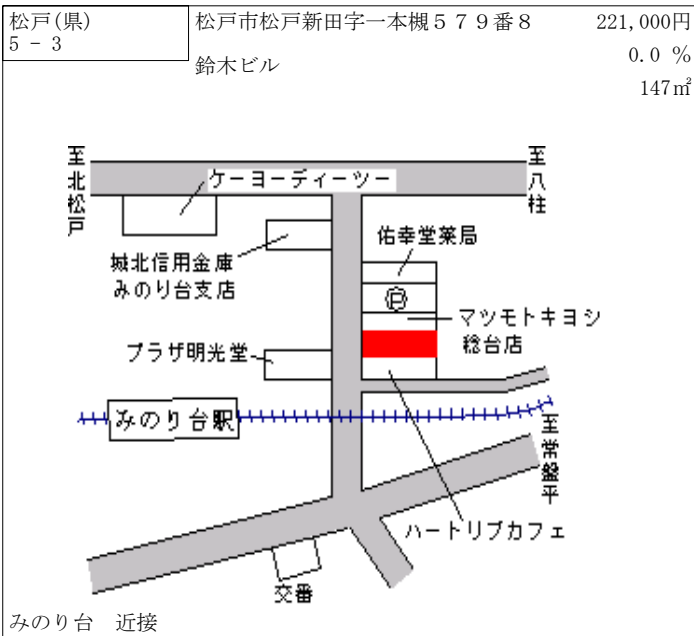 松戸(県)
5 - 3
松戸市松戸新田字一本槻５７９番８
221,000円
鈴木ビル
0.0 %
147㎡
至北松戸
至八柱
ケーヨーディーツー
佑幸堂薬局
城北信用金庫
みのり台支店
Ⓟ
マツモトキヨシ
稔台店
プラザ明光堂
みのり台駅
至常盤平
ハートリブカフェ
交番
みのり台　近接